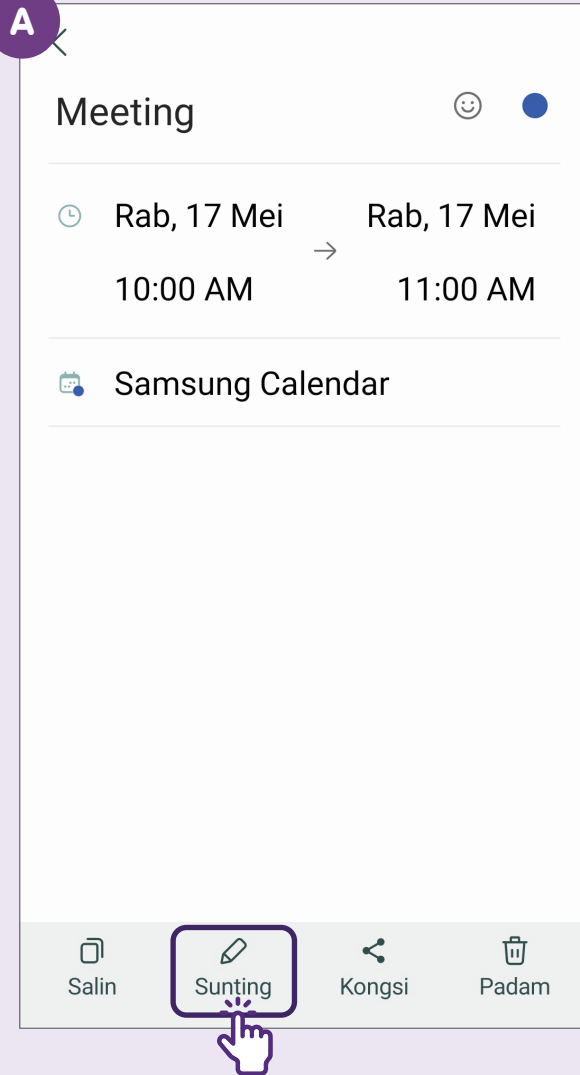 A
Meeting
Rab, 17 Mei
Rab, 17 Mei
10:00 AM
11:00 AM
Samsung Calendar
Salin
Sunting
Kongsi
Padam